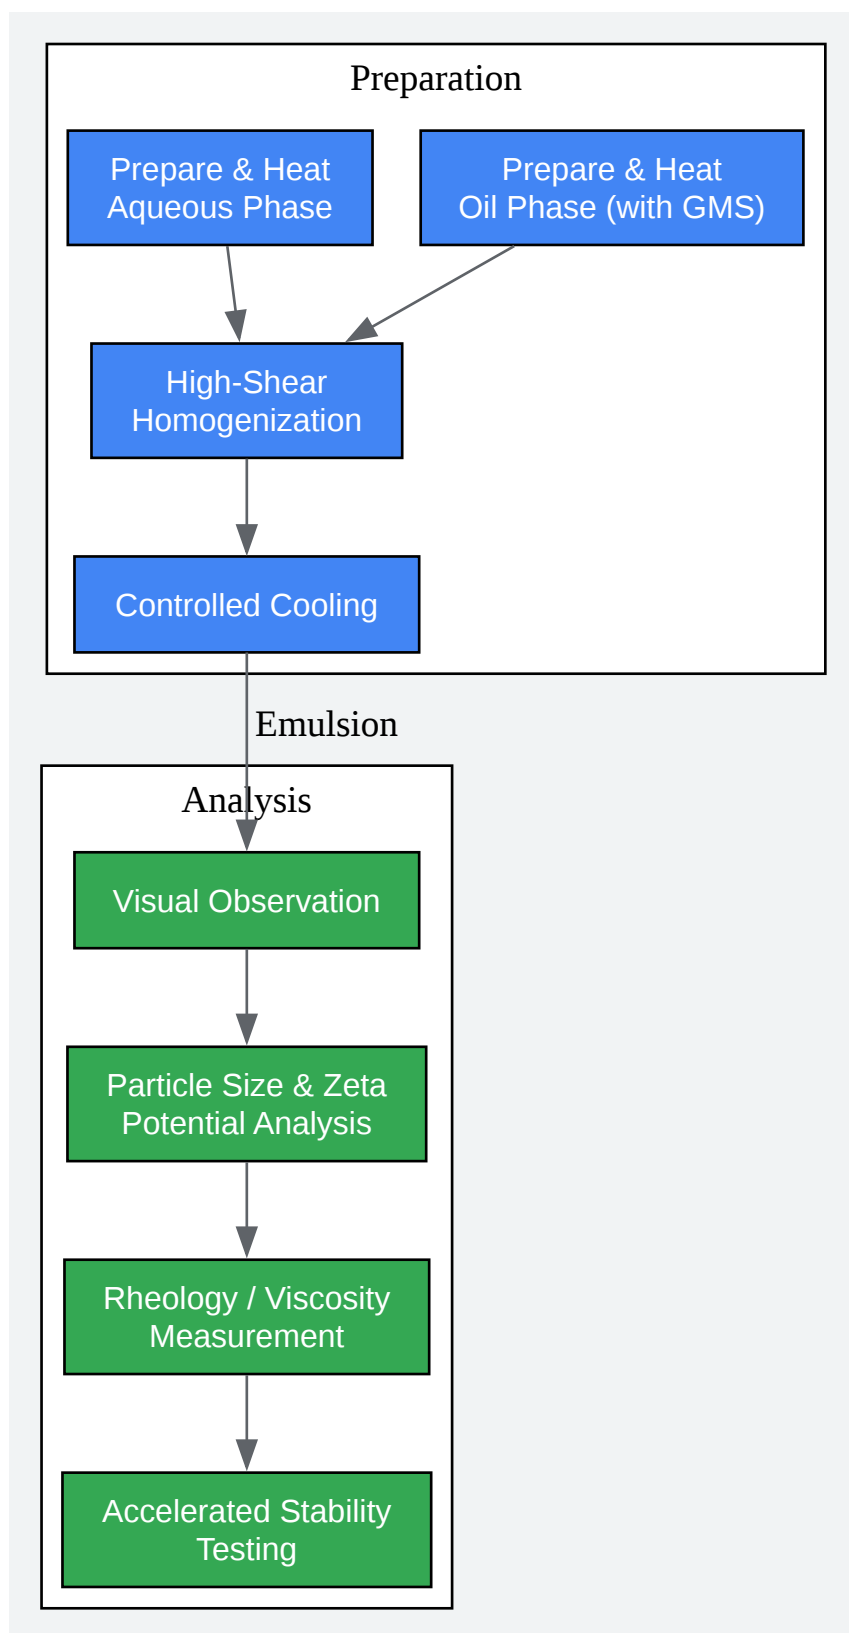 Preparation
Prepare & Heat
Aqueous Phase
Prepare & Heat
Oil Phase (with GMS)
High-Shear
Homogenization
Controlled Cooling
Emulsion
Analysis
Visual Observation
Particle Size & Zeta
Potential Analysis
Rheology / Viscosity
Measurement
Accelerated Stability
Testing